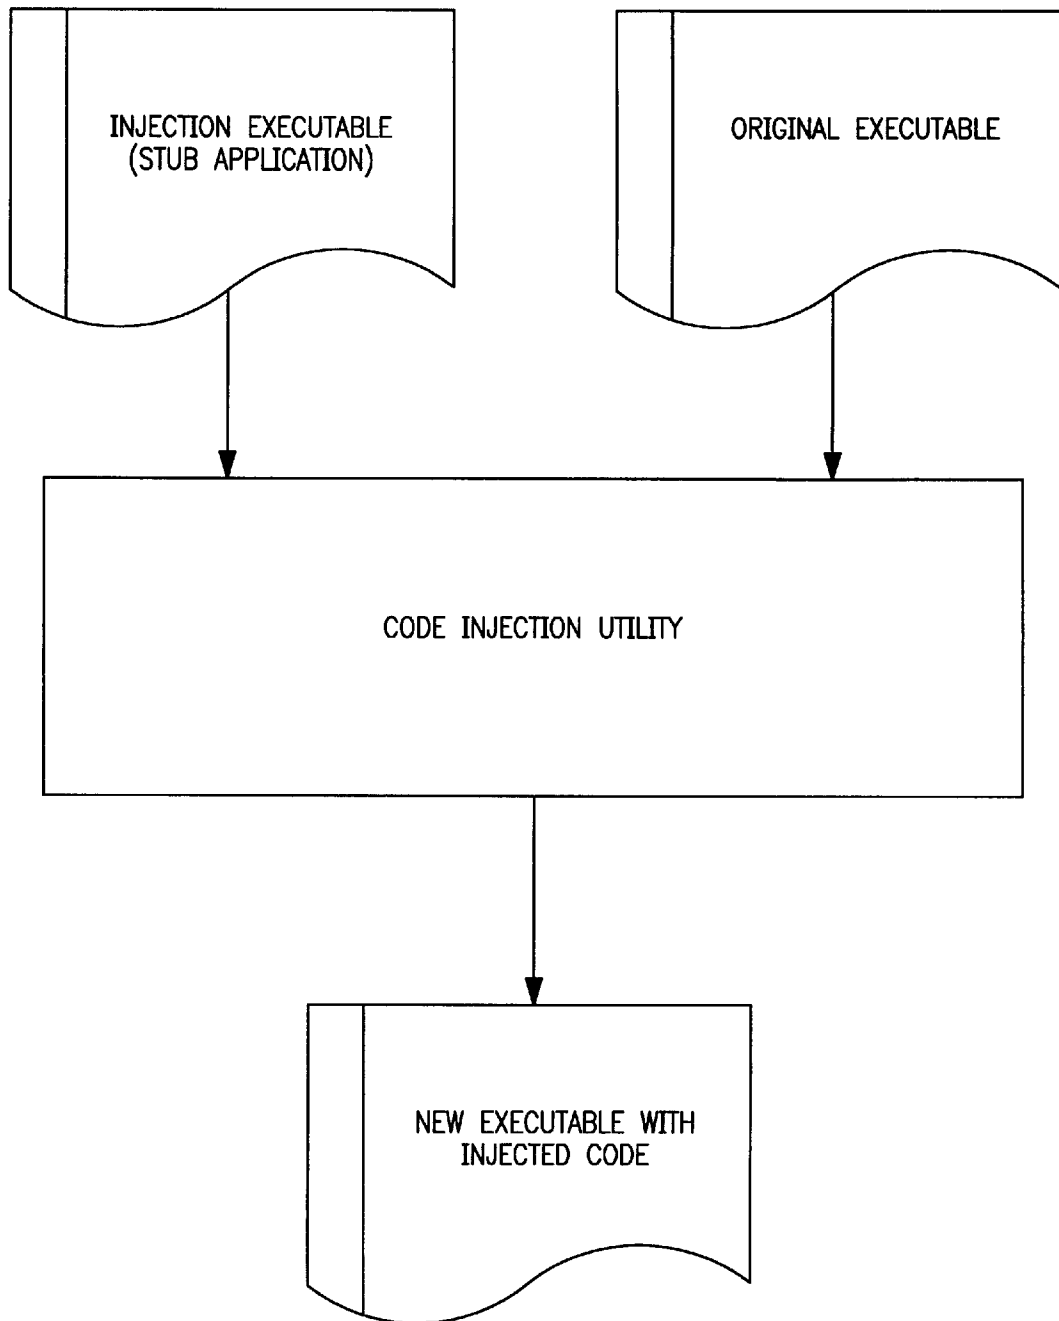 INJECTION EXECUTABLE
(STUB APPLICATION)
ORIGINAL EXECUTABLE
CODE INJECTION UTILITY
NEW EXECUTABLE WITH
INJECTED CODE